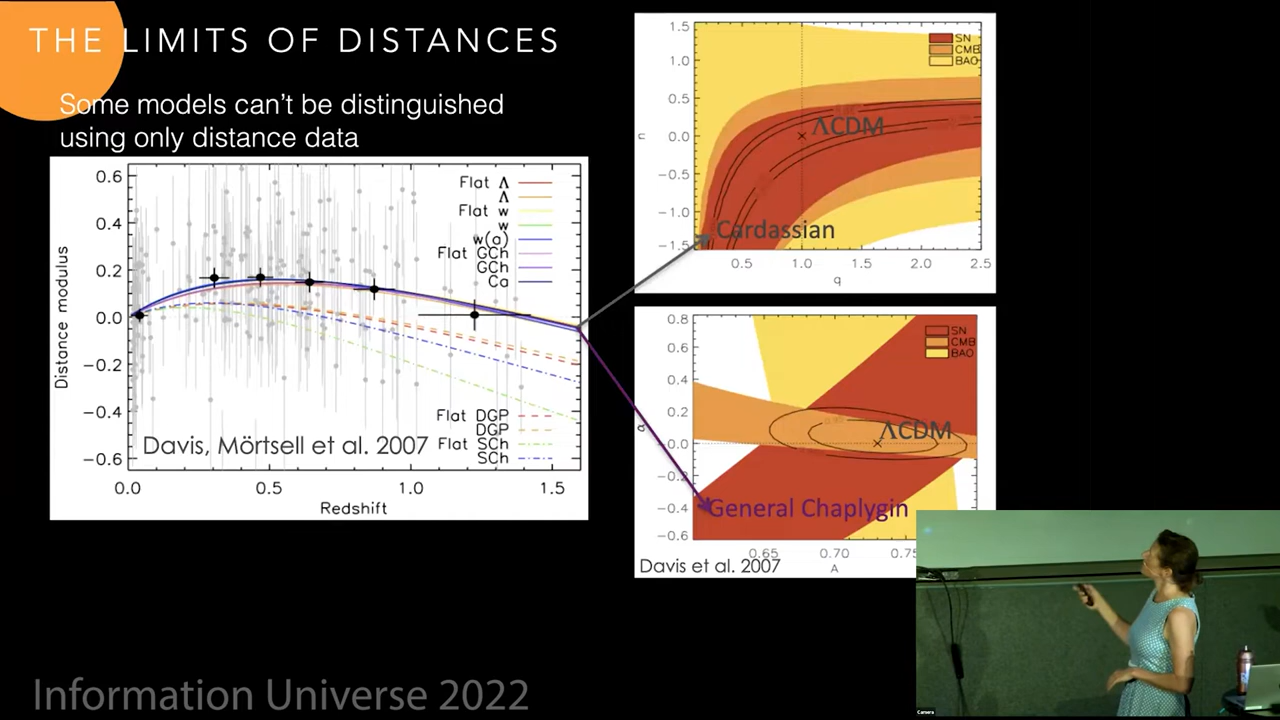 THE LIMITS OF DISTANCES
Some models can't be distinguished
using only distance data
0.6
0.4
0.2
0.0
−0.2
−0.4
−0.6
Distance modulus
0.0
0.5
1.0
1.5
Redshift
Flat Λ
Λ
Flat w
w
w(a)
Flat GCh
GCh
Ca
Flat DGP
DGP
Flat SCh
SCh
Davis, Mörtsell et al. 2007
1.5
1.0
0.5
0.0
−0.5
−1.0
−1.5
n
SN
CMB
BAO
ΛCDM
Cardassian
0.5
1.0
1.5
2.0
2.5
q
0.8
0.6
0.4
0.2
0.0
−0.2
−0.4
−0.6
α
SN
CMB
BAO
ΛCDM
General Chaplygin
0.65
0.70
0.75
A
Davis et al. 2007
Information Universe 2022
Camera